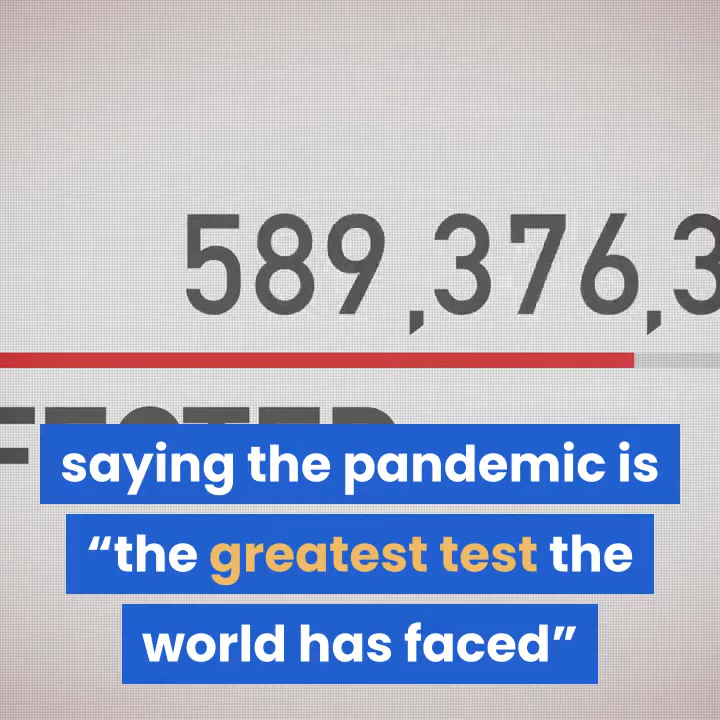 589,376,3
saying the pandemic is
“the greatest test the
world has faced”